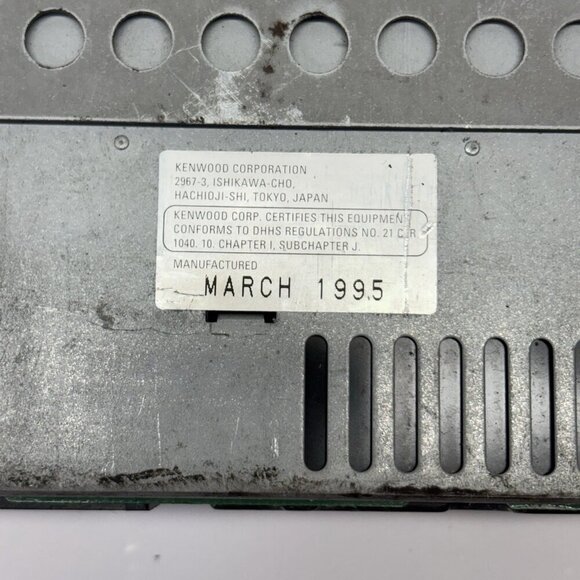 KENWOOD CORPORATION
2967-3, ISHIKAWA-CHO,
HACHIOJI-SHI, TOKYO, JAPAN
KENWOOD CORP. CERTIFIES THIS EQUIPMENT
CONFORMS TO DHHS REGULATIONS NO. 21 CFR
1040. 10. CHAPTER I, SUBCHAPTER J.
MANUFACTURED
MARCH 1995